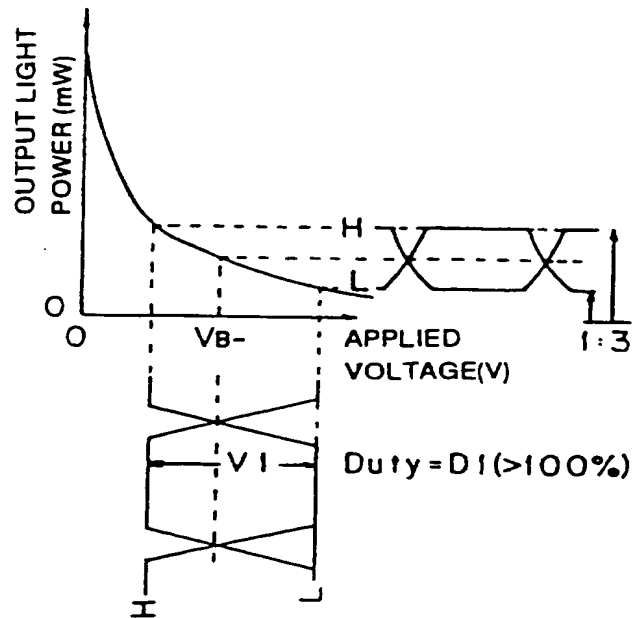 OUTPUT LIGHT
POWER (mW)
H
L
O
O
VB-
APPLIED
VOLTAGE(V)
1:3
V1
Duty=D1(>100%)
H
L